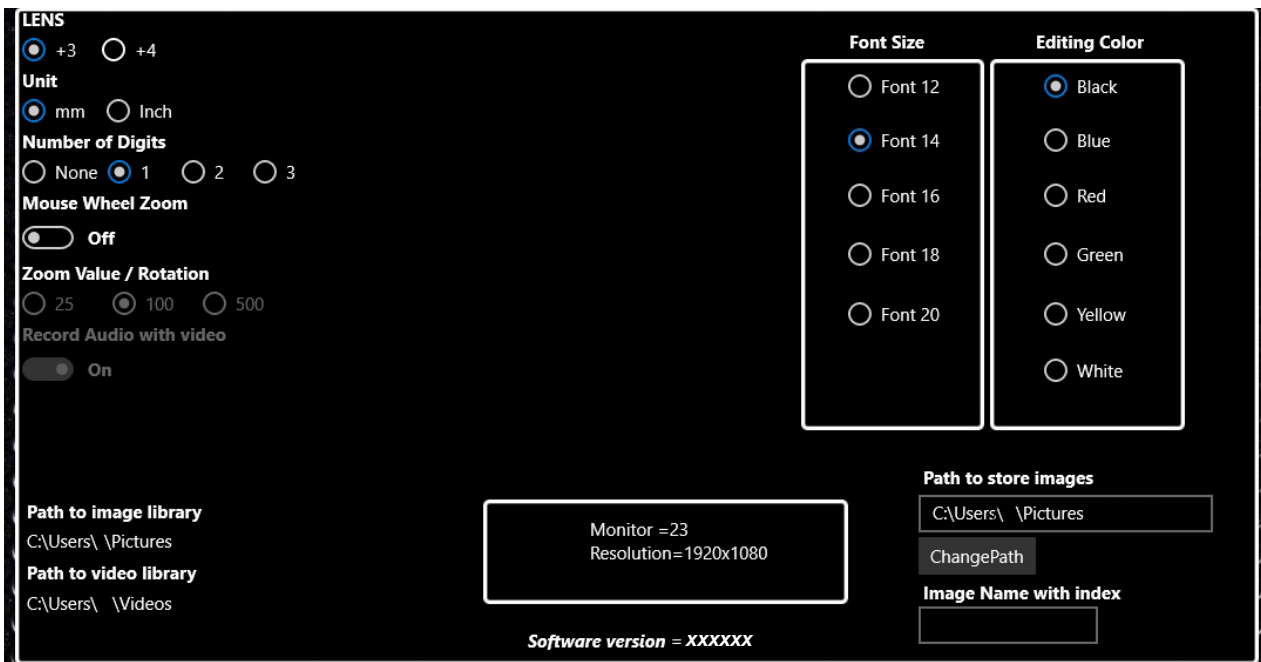 LENS
+3 +4
Unit
mm Inch
Number of Digits
None 1 2 3
Mouse Wheel Zoom
Off
Zoom Value / Rotation
25 100 500
Record Audio with video
On
Font Size
Font 12
Font 14
Font 16
Font 18
Font 20
Editing Color
Black
Blue
Red
Green
Yellow
White
Path to image library
C:\Users\ \Pictures
Path to video library
C:\Users\ \Videos
Monitor =23
Resolution=1920x1080
Software version = XXXXXX
Path to store images
C:\Users\ \Pictures
ChangePath
Image Name with index